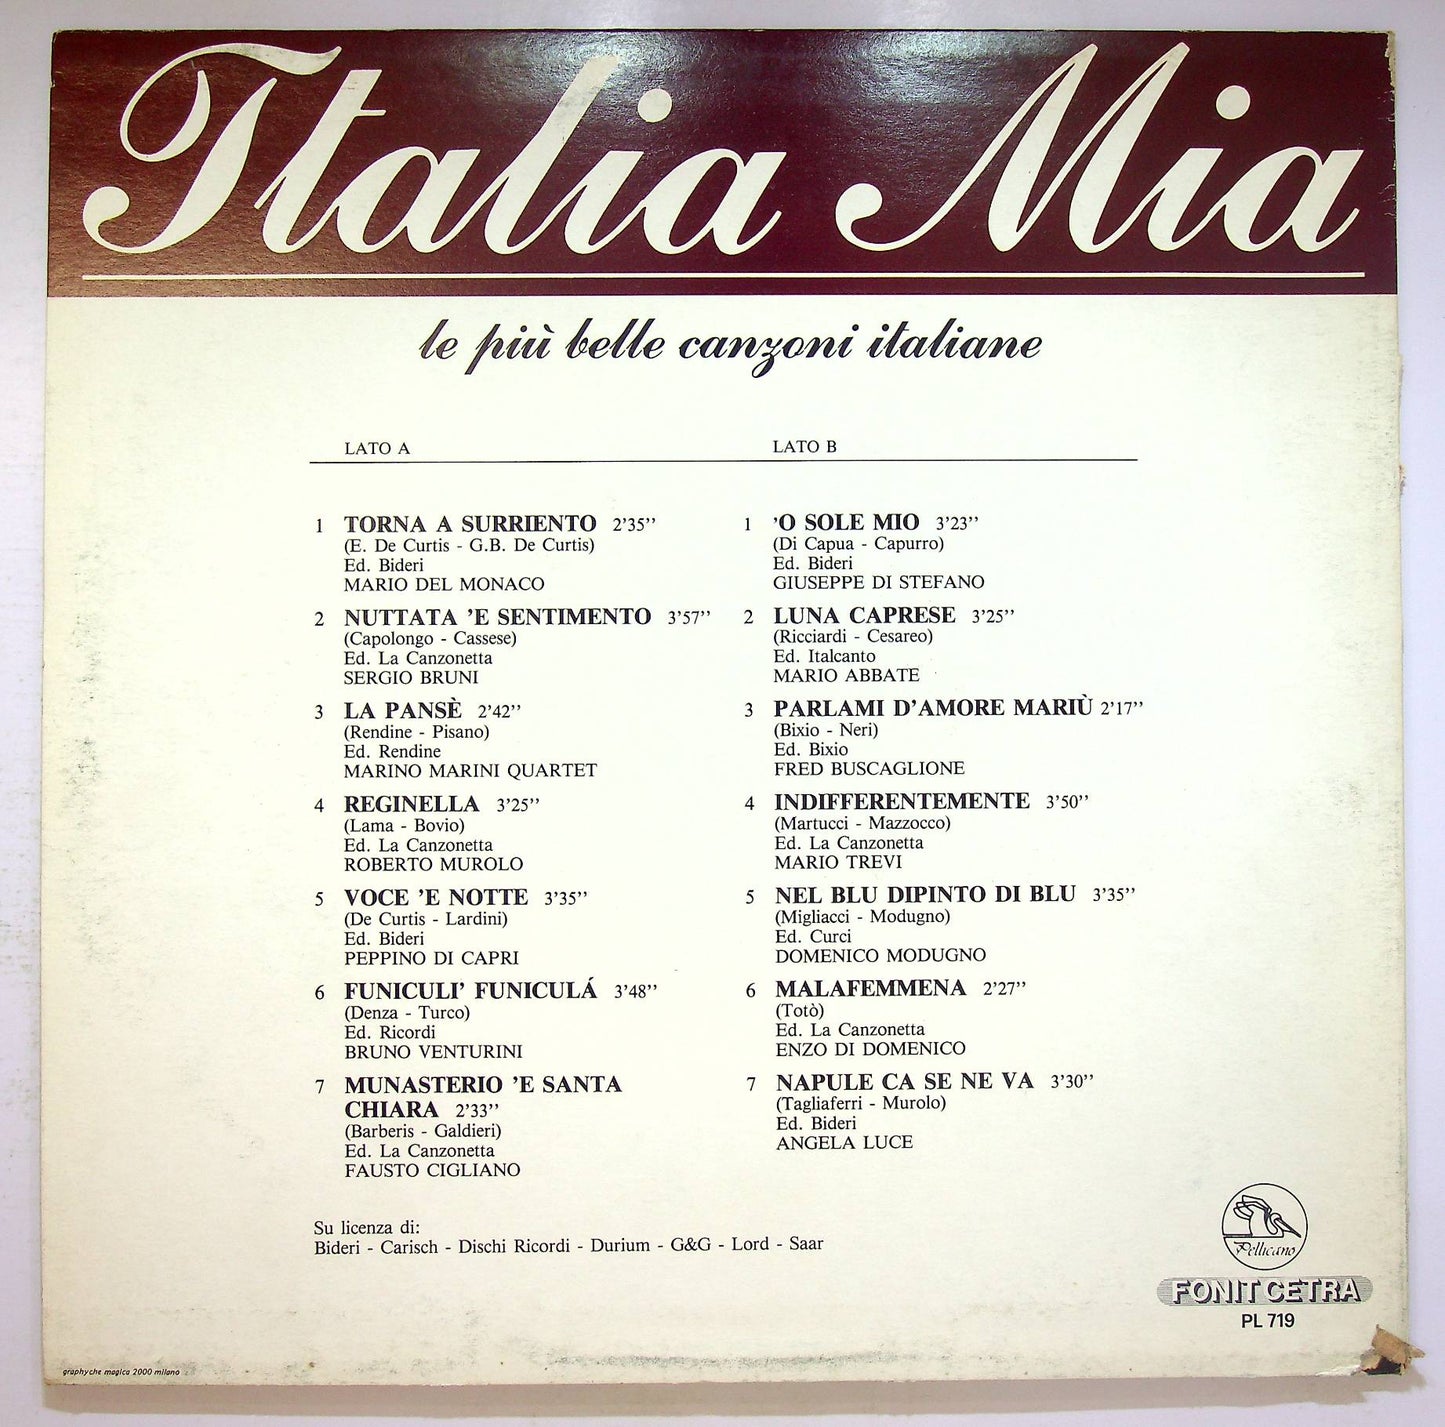 Italia Mia
le più belle canzoni italiane
LATO A
1 TORNA A SURRIENTO 2'35''
(E. De Curtis - G.B. De Curtis)
Ed. Bideri
MARIO DEL MONACO
2 NUTTATA 'E SENTIMENTO 3'57''
(Capolongo - Cassese)
Ed. La Canzonetta
SERGIO BRUNI
3 LA PANSÈ 2'42''
(Rendine - Pisano)
Ed. Rendine
MARINO MARINI QUARTET
4 REGINELLA 3'25''
(Lama - Bovio)
Ed. La Canzonetta
ROBERTO MUROLO
5 VOCE 'E NOTTE 3'35''
(De Curtis - Lardini)
Ed. Bideri
PEPPINO DI CAPRI
6 FUNICULI' FUNICULÁ 3'48''
(Denza - Turco)
Ed. Ricordi
BRUNO VENTURINI
7 MUNASTERIO 'E SANTA
CHIARA 2'33''
(Barberis - Galdieri)
Ed. La Canzonetta
FAUSTO CIGLIANO
LATO B
1 'O SOLE MIO 3'23''
(Di Capua - Capurro)
Ed. Bideri
GIUSEPPE DI STEFANO
2 LUNA CAPRESE 3'25''
(Ricciardi - Cesareo)
Ed. Italcanto
MARIO ABBATE
3 PARLAMI D'AMORE MARIÙ 2'17''
(Bixio - Neri)
Ed. Bixio
FRED BUSCAGLIONE
4 INDIFFERENTEMENTE 3'50''
(Martucci - Mazzocco)
Ed. La Canzonetta
MARIO TREVI
5 NEL BLU DIPINTO DI BLU 3'35''
(Migliacci - Modugno)
Ed. Curci
DOMENICO MODUGNO
6 MALAFEMMENA 2'27''
(Totò)
Ed. La Canzonetta
ENZO DI DOMENICO
7 NAPULE CA SE NE VA 3'30''
(Tagliaferri - Murolo)
Ed. Bideri
ANGELA LUCE
Su licenza di:
Bideri - Carisch - Dischi Ricordi - Durium - G&G - Lord - Saar
Pellicano
FONIT CETRA
PL 719
graphyche magica 2000 milano